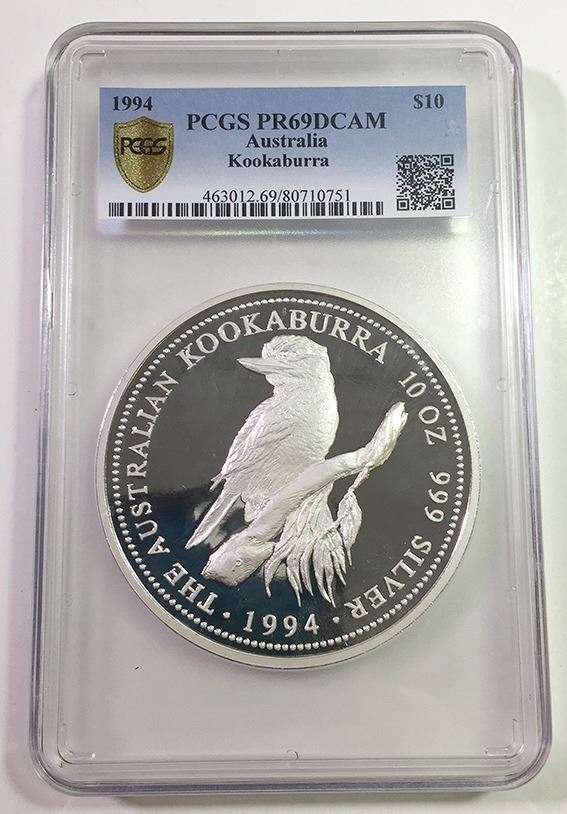 1994
$10
PCGS
PCGS PR69DCAM
Australia
Kookaburra
463012.69/80710751
THE AUSTRALIAN KOOKABURRA 10 OZ 999 SILVER
· 1994 ·